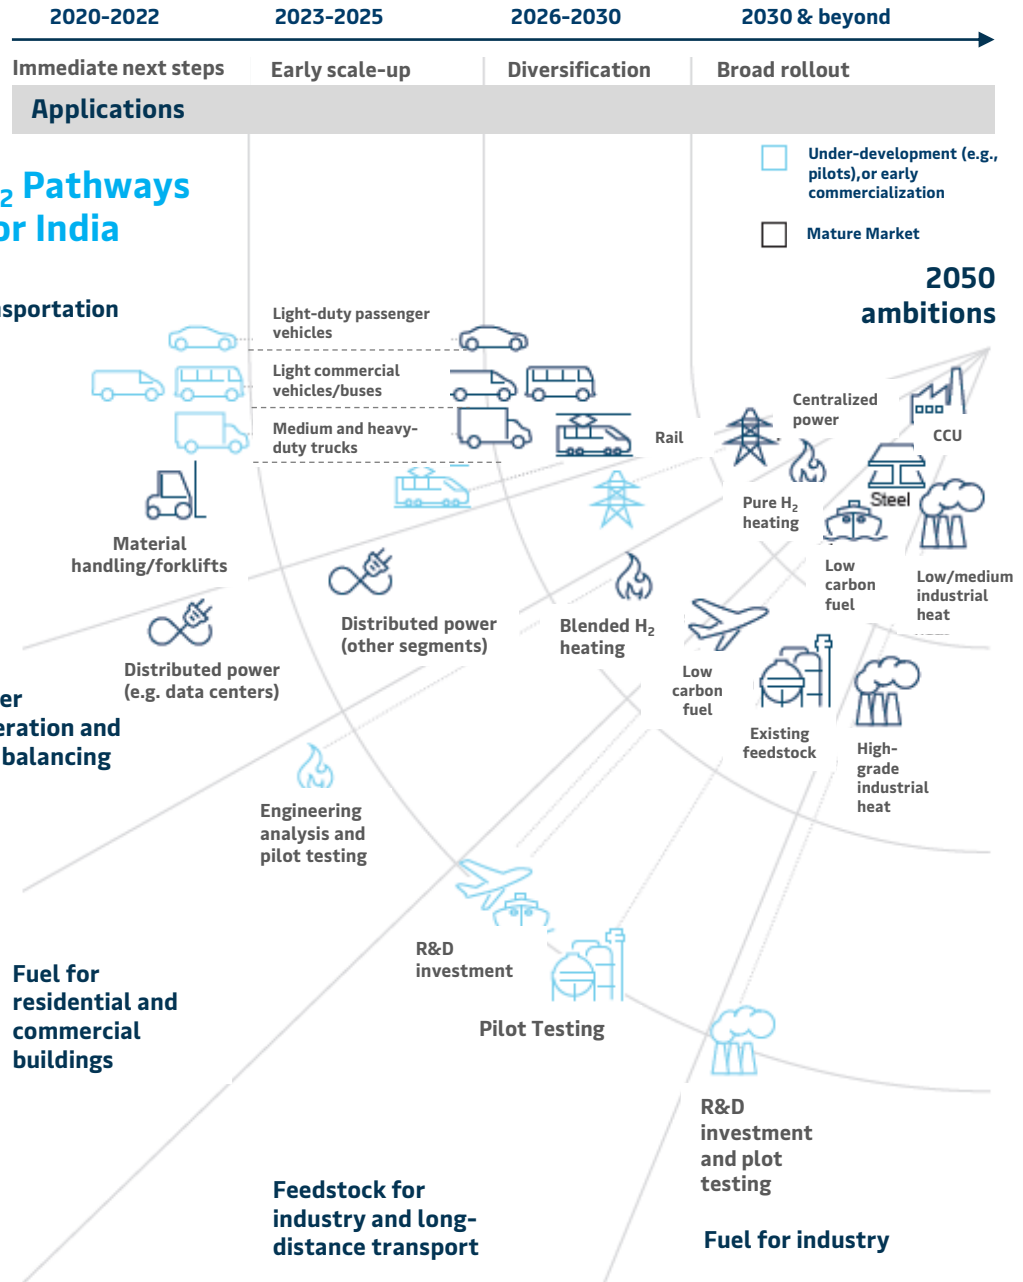 2020-2022
2023-2025
2026-2030
2030 & beyond
Immediate next steps
Early scale-up
Diversification
Broad rollout
Applications
Under-development (e.g.,
pilots),or early
commercialization
Mature Market
2 Pathways
or India
2050
ambitions
nsportation
Light-duty passenger
vehicles
Light commercial
vehicles/buses
Medium and heavy-
duty trucks
Rail
Centralized
power
CCU
Pure H2
heating
Steel
Material
handling/forklifts
Low
carbon
fuel
Low/medium
industrial
heat
Distributed power
(other segments)
Blended H2
heating
Distributed power
(e.g. data centers)
Low
carbon
fuel
Existing
feedstock
High-
grade
industrial
heat
er
eration and
balancing
Engineering
analysis and
pilot testing
R&D
investment
Pilot Testing
Fuel for
residential and
commercial
buildings
R&D
investment
and plot
testing
Feedstock for
industry and long-
distance transport
Fuel for industry